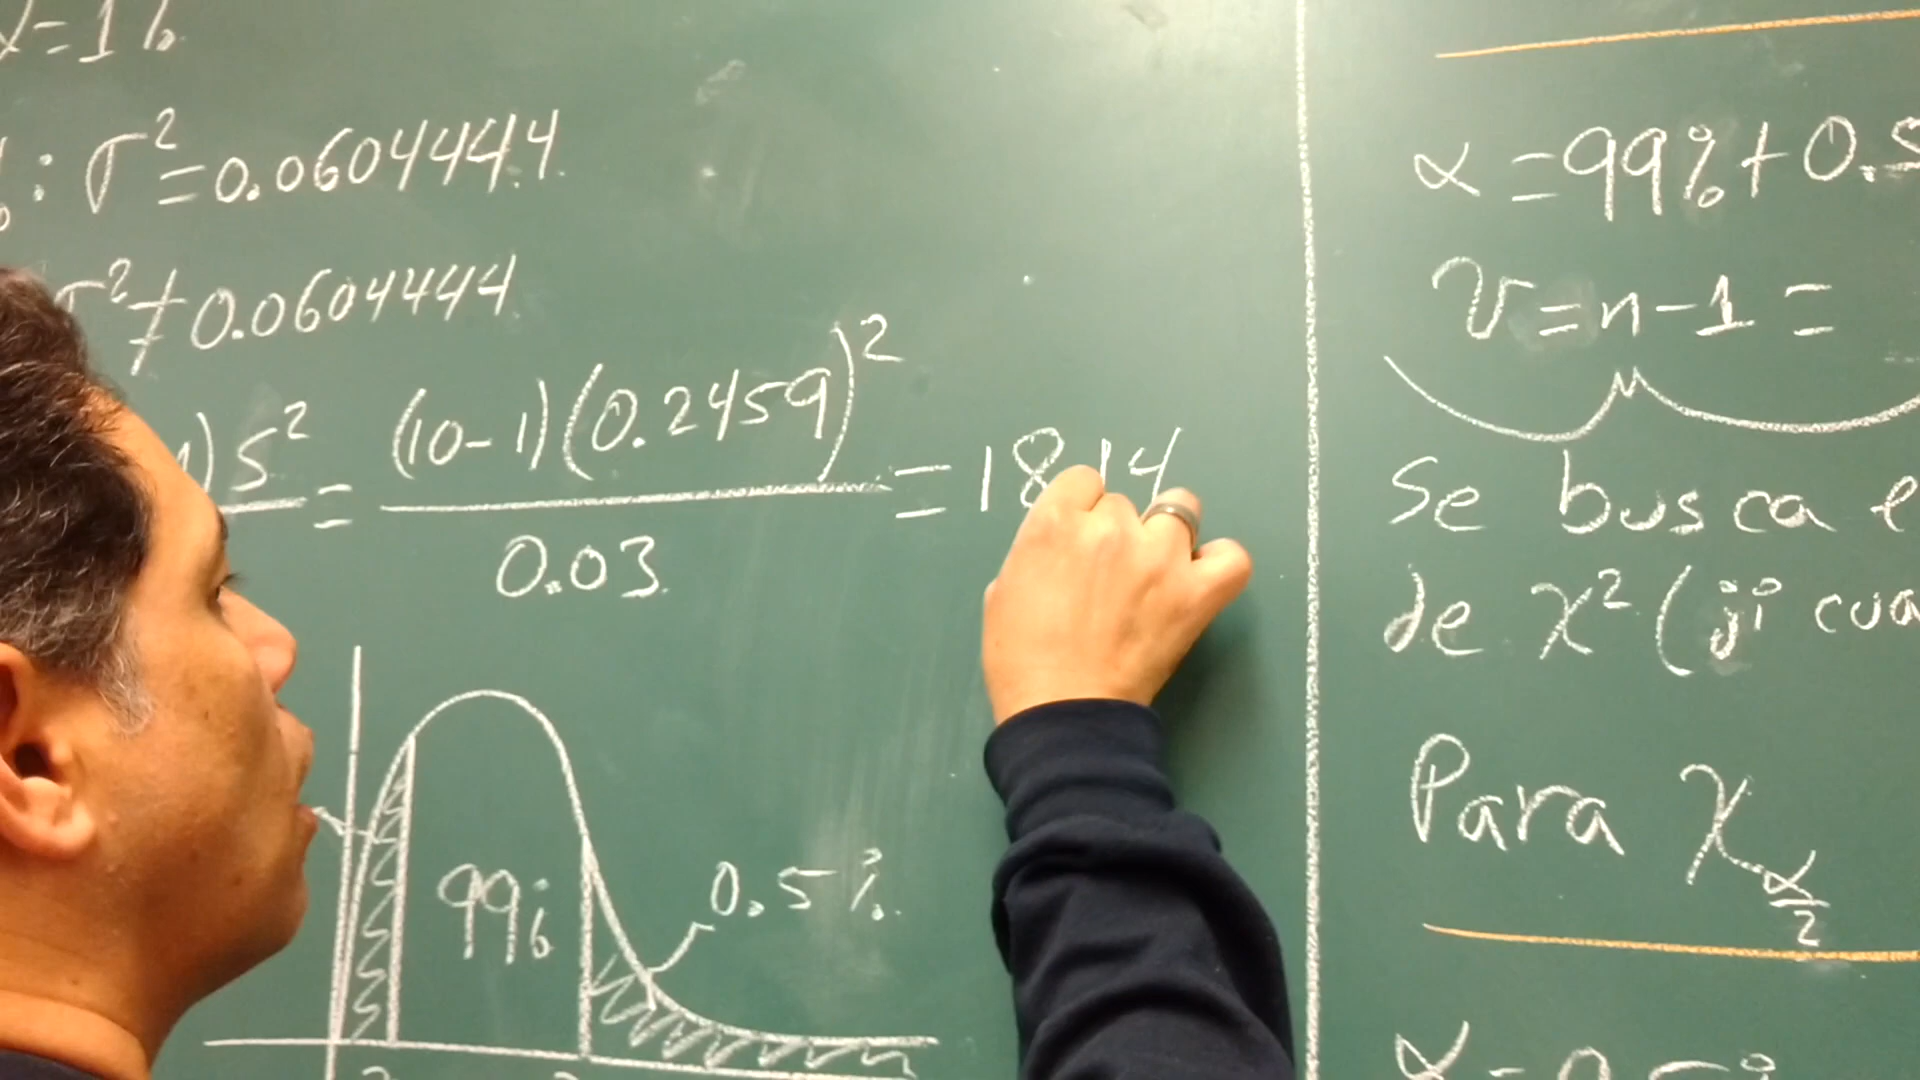 α=1%
: σ²=0.0604444
σ²≠0.0604444
)S² = (10-1)(0.2459)² / 0.03 = 18 14
99%
0.5%
α=99%+0.5
ν=n-1=
Se busca e
de χ² (ji cua
Para χ α/2